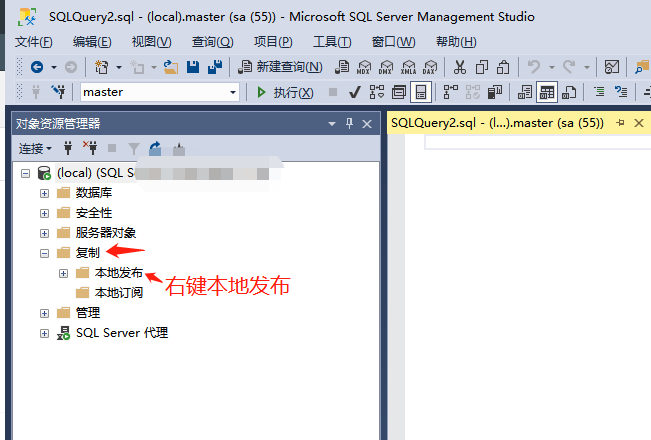 SQLQuery2.sql - (local).master (sa (55)) - Microsoft SQL Server Management Studio
文件(F) 编辑(E) 视图(V) 查询(Q) 项目(P) 工具(T) 窗口(W) 帮助(H)
新建查询(N) MDX DMX XMLA DAX
master 执行(X)
对象资源管理器
SQLQuery2.sql - (l...).master (sa (55))
连接
(local) (SQL S
数据库
安全性
服务器对象
复制
本地发布
右键本地发布
本地订阅
管理
SQL Server 代理